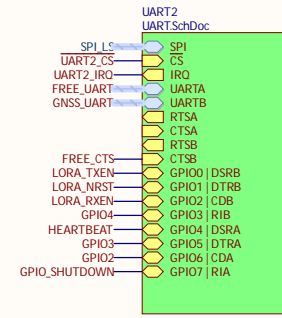 UART2
UART.SchDoc
SPI_LS SPI
UART2_CS CS
UART2_IRQ IRQ
FREE_UART UARTA
GNSS_UART UARTB
RTSA
CTSA
RTSB
FREE_CTS CTSB
LORA_TXEN GPIO0|DSRB
LORA_NRST GPIO1|DTRB
LORA_RXEN GPIO2|CDB
GPIO4 GPIO3|RIB
HEARTBEAT GPIO4|DSRA
GPIO3 GPIO5|DTRA
GPIO2 GPIO6|CDA
GPIO_SHUTDOWN GPIO7|RIA